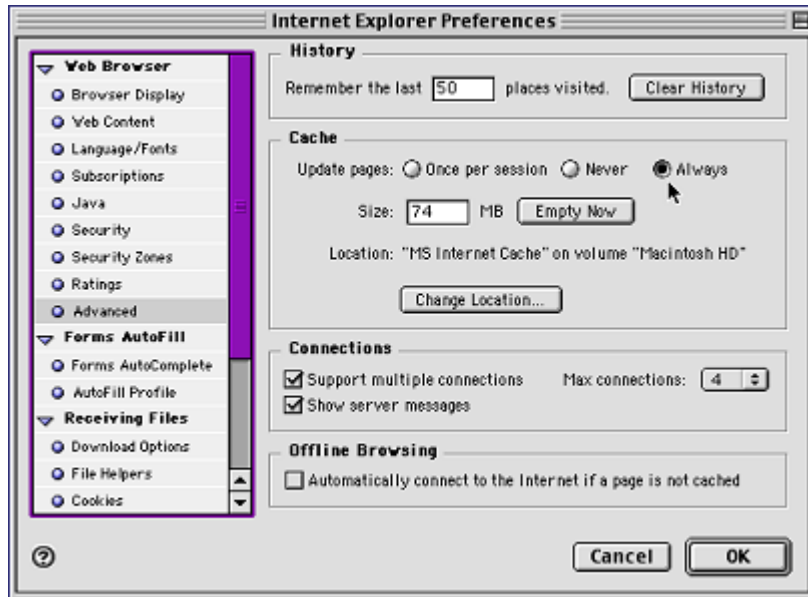 Internet Explorer Preferences
Web Browser
Browser Display
Web Content
Language/Fonts
Subscriptions
Java
Security
Security Zones
Ratings
Advanced
Forms AutoFill
Forms AutoComplete
AutoFill Profile
Receiving Files
Download Options
File Helpers
Cookies
History
Remember the last 50 places visited. Clear History
Cache
Update pages: Once per session Never Always
Size: 74 MB Empty Now
Location: "MS Internet Cache" on volume "Macintosh HD"
Change Location...
Connections
Support multiple connections Max connections: 4
Show server messages
Offline Browsing
Automatically connect to the Internet if a page is not cached
? Cancel OK